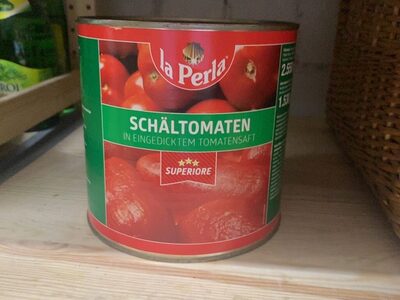 la Perla
SCHÄLTOMATEN
IN EINGEDICKTEM TOMATENSAFT
SUPERIORE